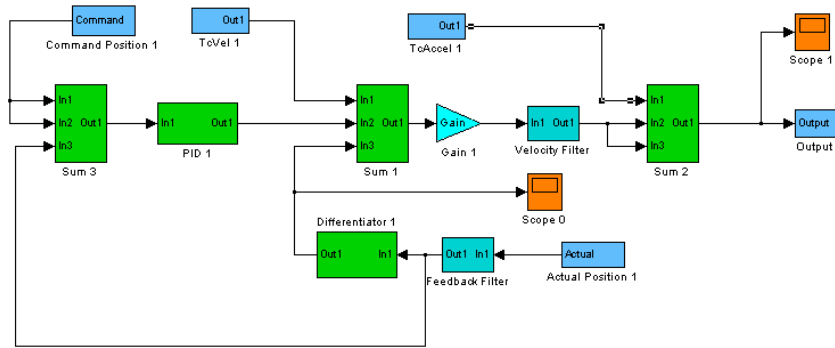 Command
Command Position 1
Out1
TcVel 1
Out1
TcAccel 1
Scope 1
In1
In2 Out1
In3
Sum 3
In1 Out1
PID 1
In1
In2 Out1
In3
Sum 1
Gain
Gain 1
In1 Out1
Velocity Filter
In1
In2 Out1
In3
Sum 2
Output
Output
Scope 0
Differentiator 1
Out1 In1
Out1 In1
Feedback Filter
Actual
Actual Position 1